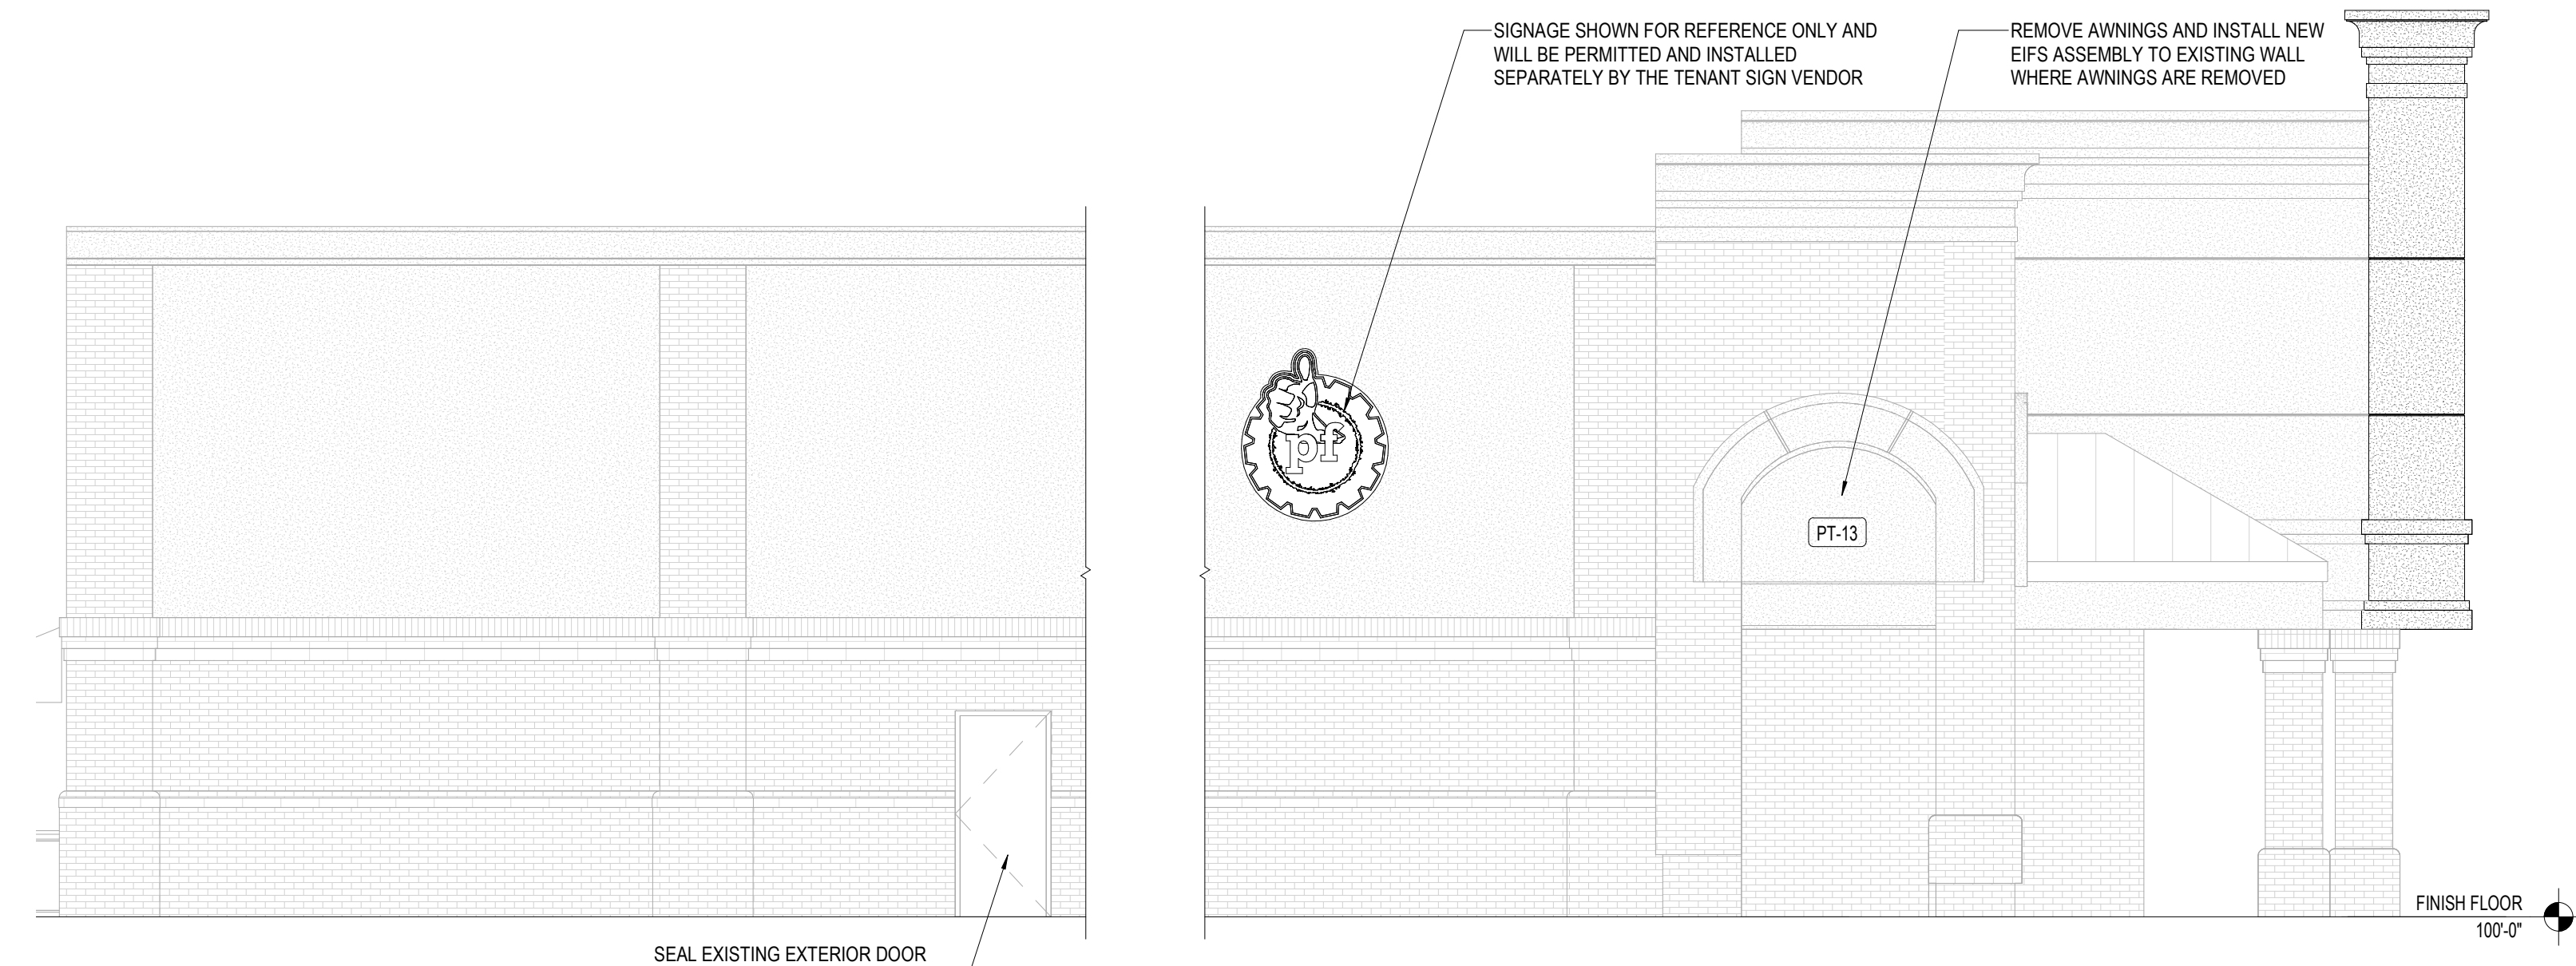 SIGNAGE SHOWN FOR REFERENCE ONLY AND
WILL BE PERMITTED AND INSTALLED
SEPARATELY BY THE TENANT SIGN VENDOR
REMOVE AWNINGS AND INSTALL NEW
EIFS ASSEMBLY TO EXISTING WALL
WHERE AWNINGS ARE REMOVED
pf
PT-13
FINISH FLOOR
100'-0"
SEAL EXISTING EXTERIOR DOOR